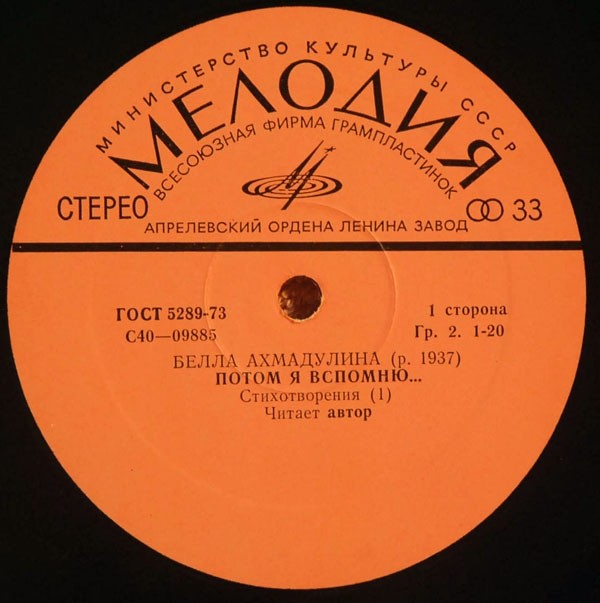 МИНИСТЕРСТВО КУЛЬТУРЫ СССР
МЕЛОДИЯ
ВСЕСОЮЗНАЯ ФИРМА ГРАМПЛАСТИНОК
СТЕРЕО
33
АПРЕЛЕВСКИЙ ОРДЕНА ЛЕНИНА ЗАВОД
ГОСТ 5289-73
1 сторона
С40—09885
Гр. 2. 1-20
БЕЛЛА АХМАДУЛИНА (р. 1937)
ПОТОМ Я ВСПОМНЮ...
Стихотворения (1)
Читает автор